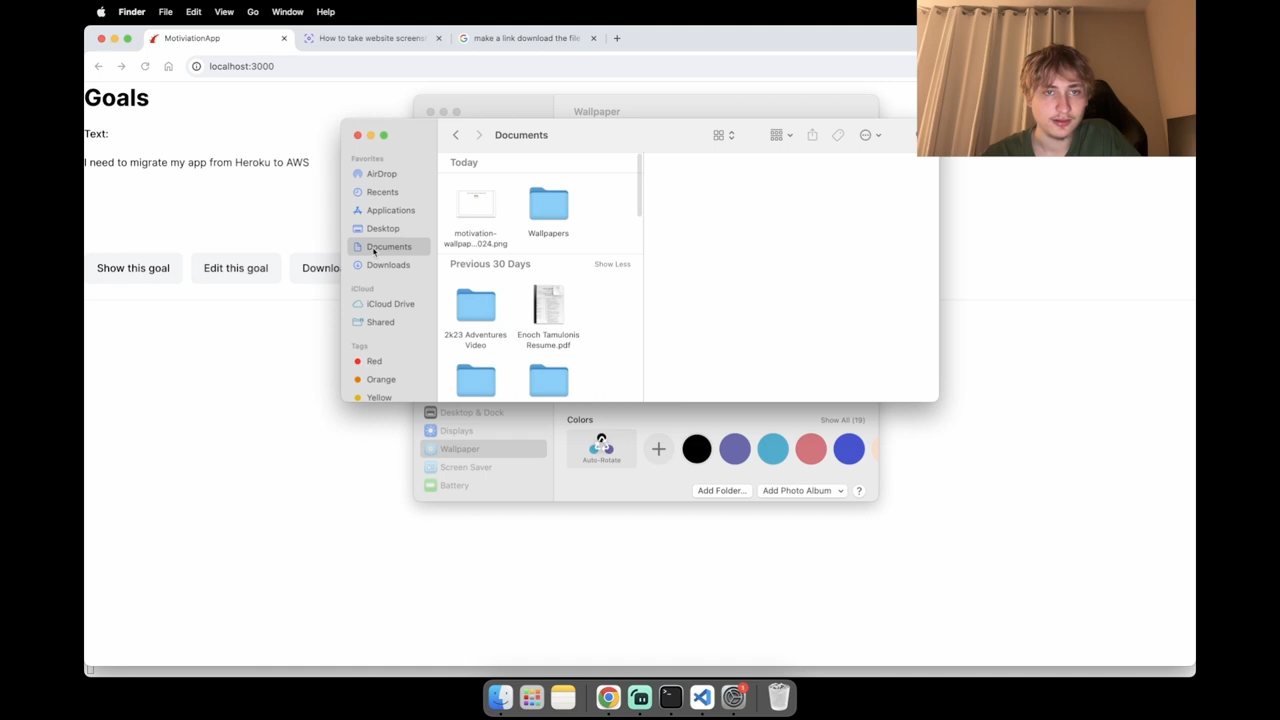 Finder File Edit View Go Window Help
MotiviationApp
How to take website screenst
make a link download the file
localhost:3000
Goals
Text:
I need to migrate my app from Heroku to AWS
Show this goal
Edit this goal
Downlo
Wallpaper
Documents
Favorites
AirDrop
Recents
Applications
Desktop
Documents
Downloads
iCloud
iCloud Drive
Shared
Tags
Red
Orange
Yellow
Today
motivation-
wallpap...024.png
Wallpapers
Previous 30 Days
Show Less
2k23 Adventures
Video
Enoch Tamulonis
Resume.pdf
Desktop & Dock
Displays
Wallpaper
Screen Saver
Battery
Colors
Show All (19)
Auto-Rotate
Add Folder...
Add Photo Album
?
1